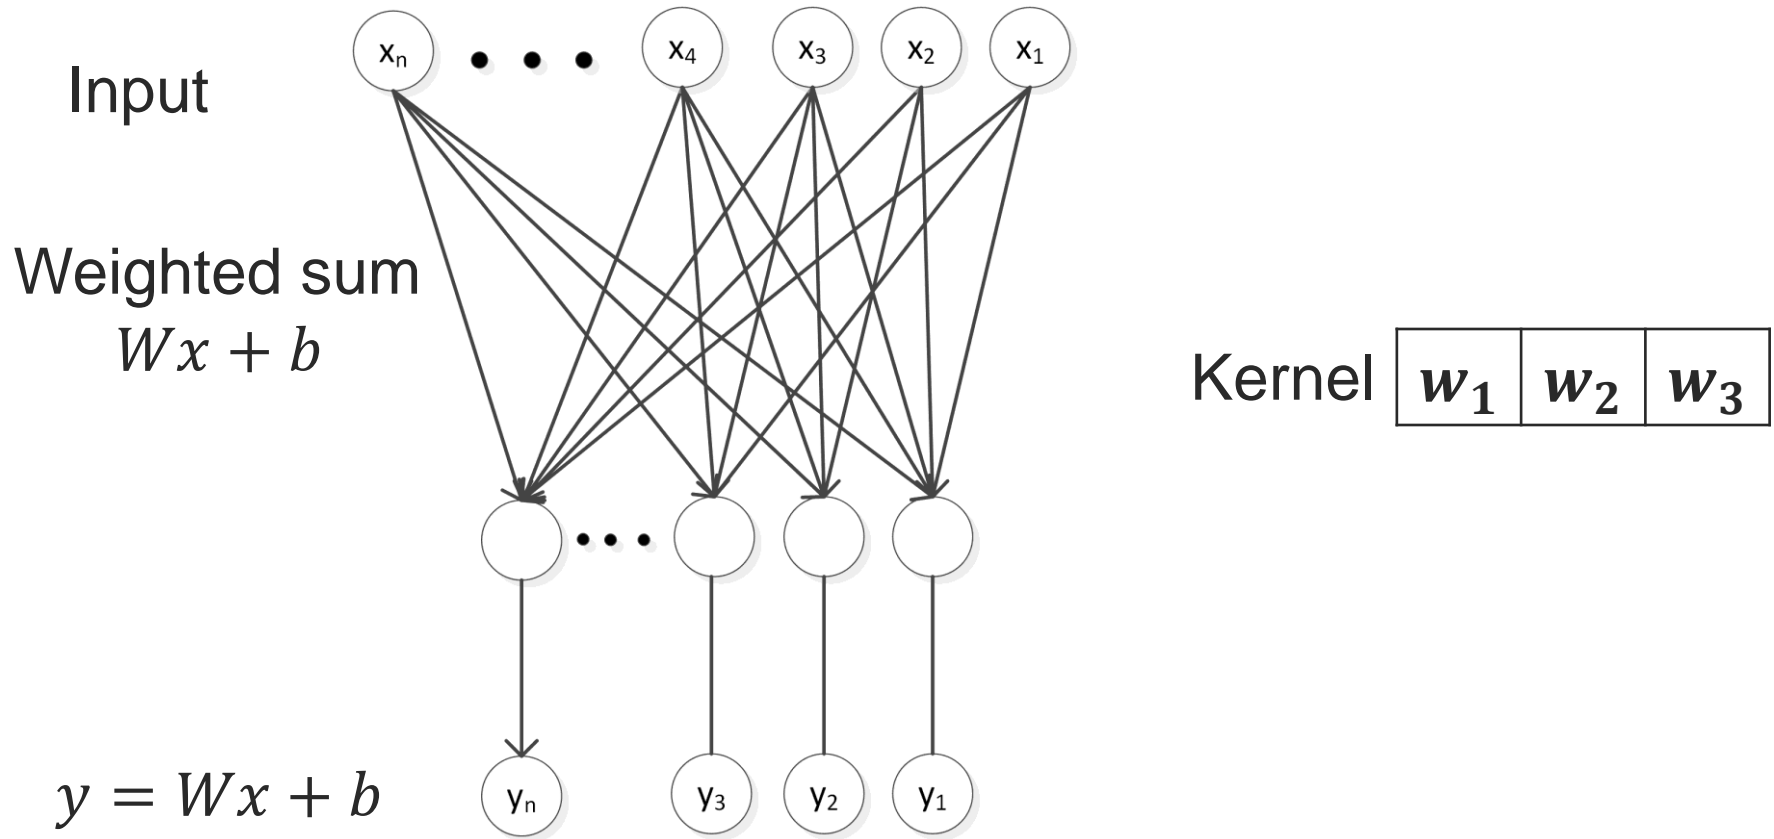 xₙ • • • x₄ x₃ x₂ x₁
Input
Weighted sum
Wx + b
Kernel w₁ w₂ w₃
• • •
y = Wx + b
yₙ y₃ y₂ y₁